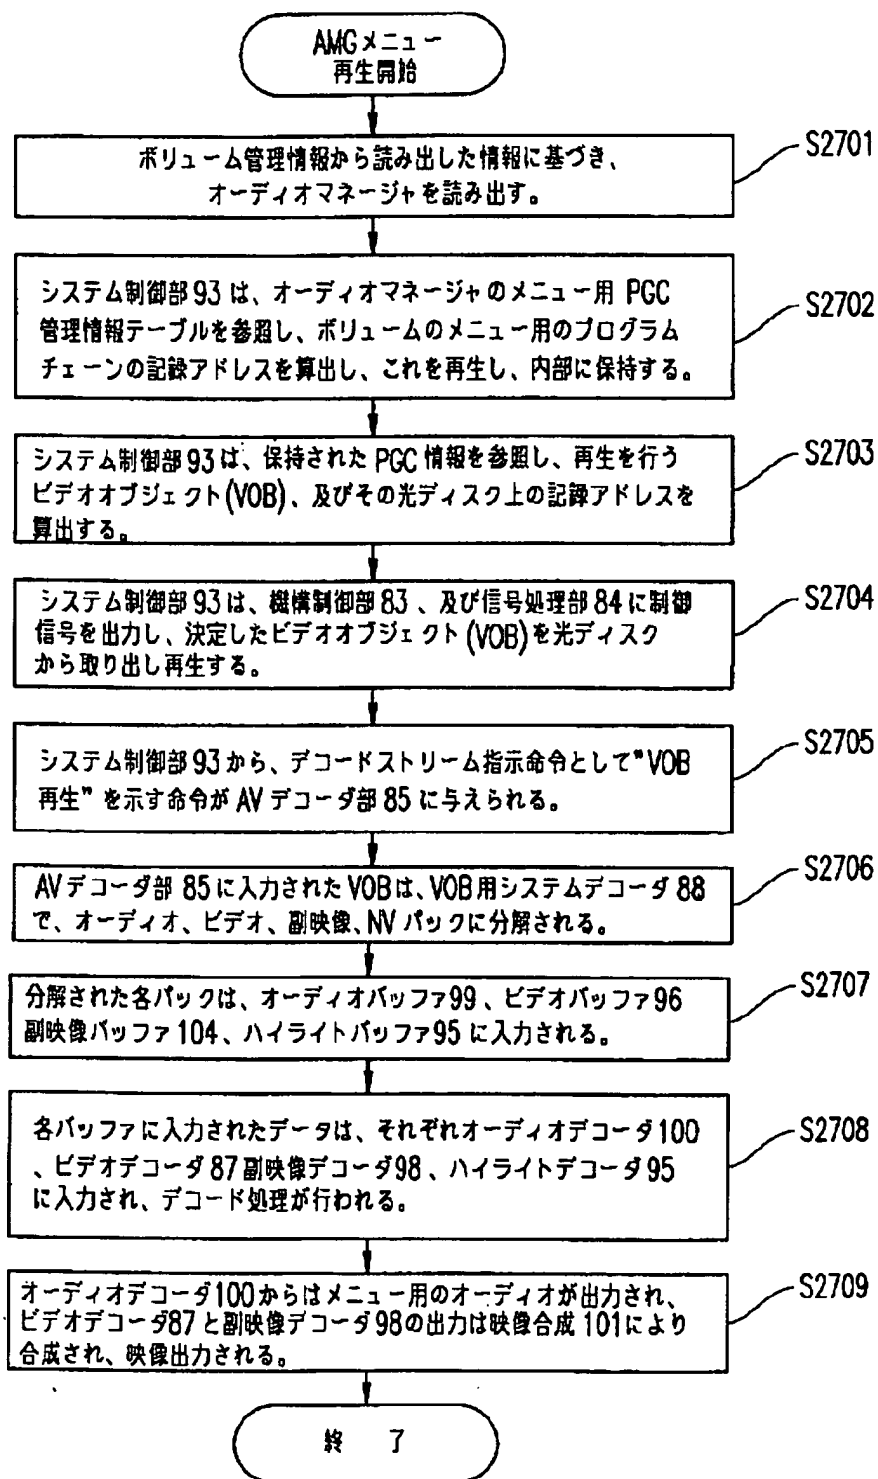 AMGメニュー
再生開始
S2701
ボリューム管理情報から読み出した情報に基づき、
オーディオマネージャを読み出す。
S2702
システム制御部93は、オーディオマネージャのメニュー用 PGC
管理情報テーブルを参照し、ボリュームのメニュー用のプログラム
チェーンの記録アドレスを算出し、これを再生し、内部に保持する。
S2703
システム制御部93は、保持された PGC 情報を参照し、再生を行う
ビデオオブジェクト(VOB)、及びその光ディスク上の記録アドレスを
算出する。
S2704
システム制御部93は、機構制御部83、及び信号処理部84に制御
信号を出力し、決定したビデオオブジェクト(VOB)を光ディスク
から取り出し再生する。
S2705
システム制御部93から、デコードストリーム指示命令として"VOB
再生"を示す命令が AVデコーダ部85に与えられる。
S2706
AVデコーダ部 85に入力されたVOBは、VOB用システムデコーダ 88
で、オーディオ、ビデオ、副映像、NVパックに分解される。
S2707
分解された各パックは、オーディオバッファ99、ビデオバッファ96
副映像バッファ104、ハイライトバッファ95に入力される。
S2708
各バッファに入力されたデータは、それぞれオーディオデコーダ100
、ビデオデコーダ87副映像デコーダ98、ハイライトデコーダ95
に入力され、デコード処理が行われる。
S2709
オーディオデコーダ100からはメニュー用のオーディオが出力され、
ビデオデコーダ87と副映像デコーダ98の出力は映像合成101により
合成され、映像出力される。
終 了